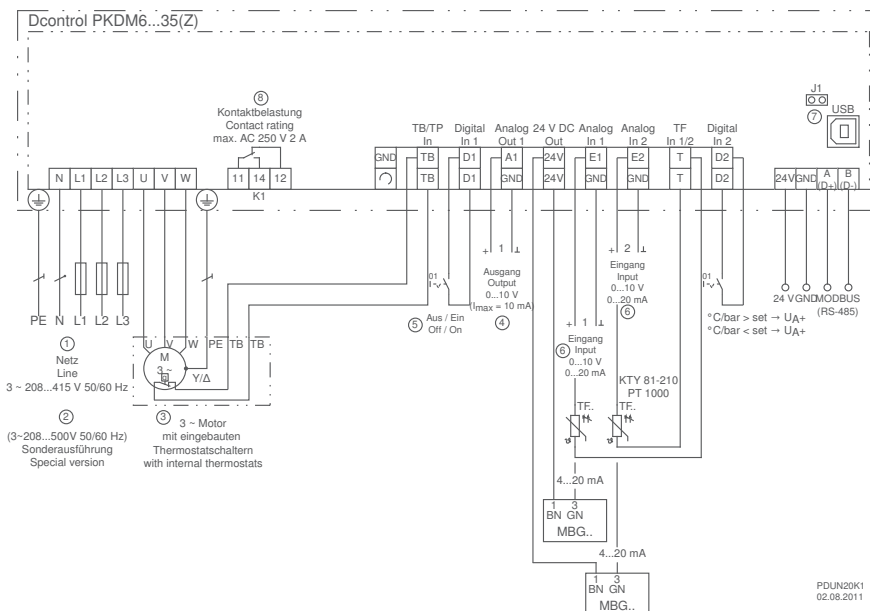 Dcontrol PKDM6...35(Z)
J1
⑧
Kontaktbelastung
Contact rating
max. AC 250 V 2 A
⑦
USB
TB/TP In
Digital In 1
Analog Out 1
24 V DC Out
Analog In 1
Analog In 2
TF In 1/2
Digital In 2
GND TB D1 A1 24V E1 E2 T D2
N L1 L2 L3 U V W
11 14 12
TB D1 GND 24V GND GND T D2
24V GND A (D+) B (D-)
K1
+ 1 ⊥
+ 2 ⊥
01
Ausgang
Output
0...10 V
(Imax = 10 mA)
④
Eingang
Input
0...10 V
0...20 mA
⑥
01
24 V GND MODBUS
(RS-485)
PE N L1 L2 L3
⑤ Aus / Ein
Off / On
°C/bar > set → UA+
°C/bar < set → UA+
+ 1 ⊥
①
Netz
Line
3 ~ 208...415 V 50/60 Hz
U V W PE TB TB
M
3 ~
Y/Δ
⑥ Eingang
Input
0...10 V
0...20 mA
KTY 81-210
PT 1000
TF..
TF..
②
(3~208...500V 50/60 Hz)
Sonderausführung
Special version
③
3 ~ Motor
mit eingebauten
Thermostatschaltern
with internal thermostats
4...20 mA
1 3
BN GN
MBG..
4...20 mA
1 3
BN GN
MBG..
PDUN20K1
02.08.2011